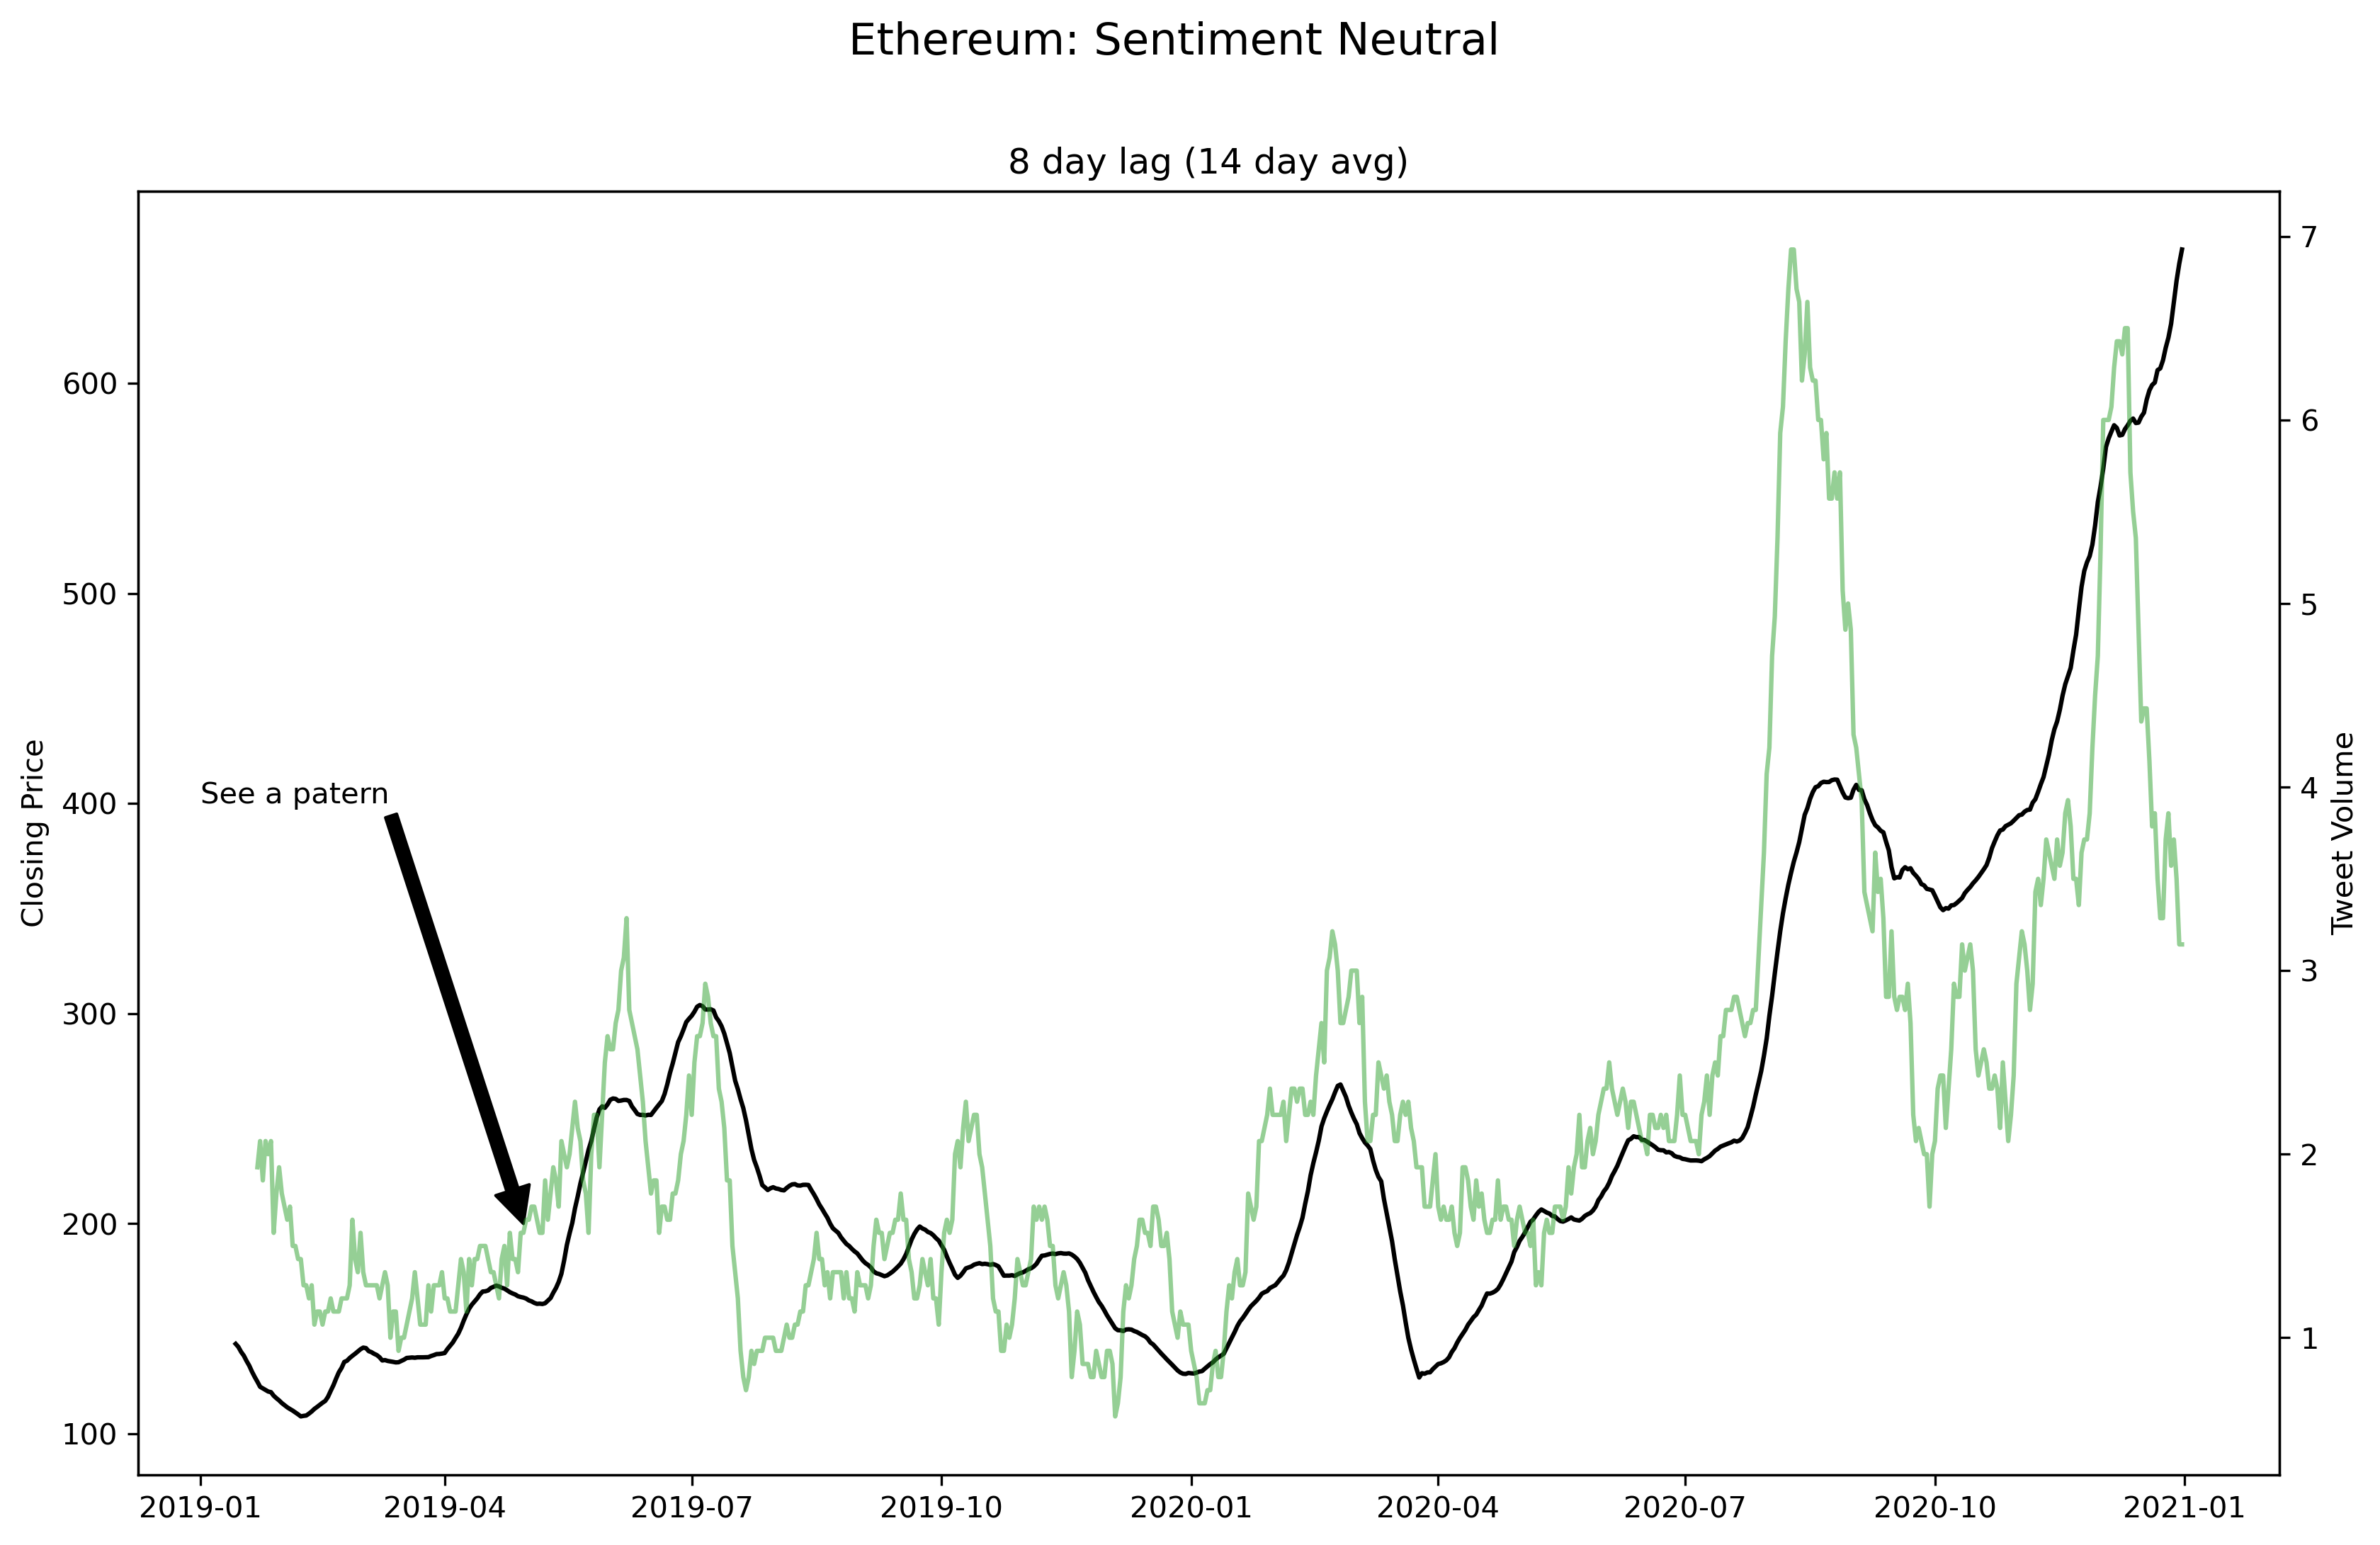 Ethereum: Sentiment Neutral
8 day lag (14 day avg)
Closing Price
600
500
400
300
200
100
See a patern
7
6
5
4
3
2
1
Tweet Volume
2019-01 2019-04 2019-07 2019-10 2020-01 2020-04 2020-07 2020-10 2021-01